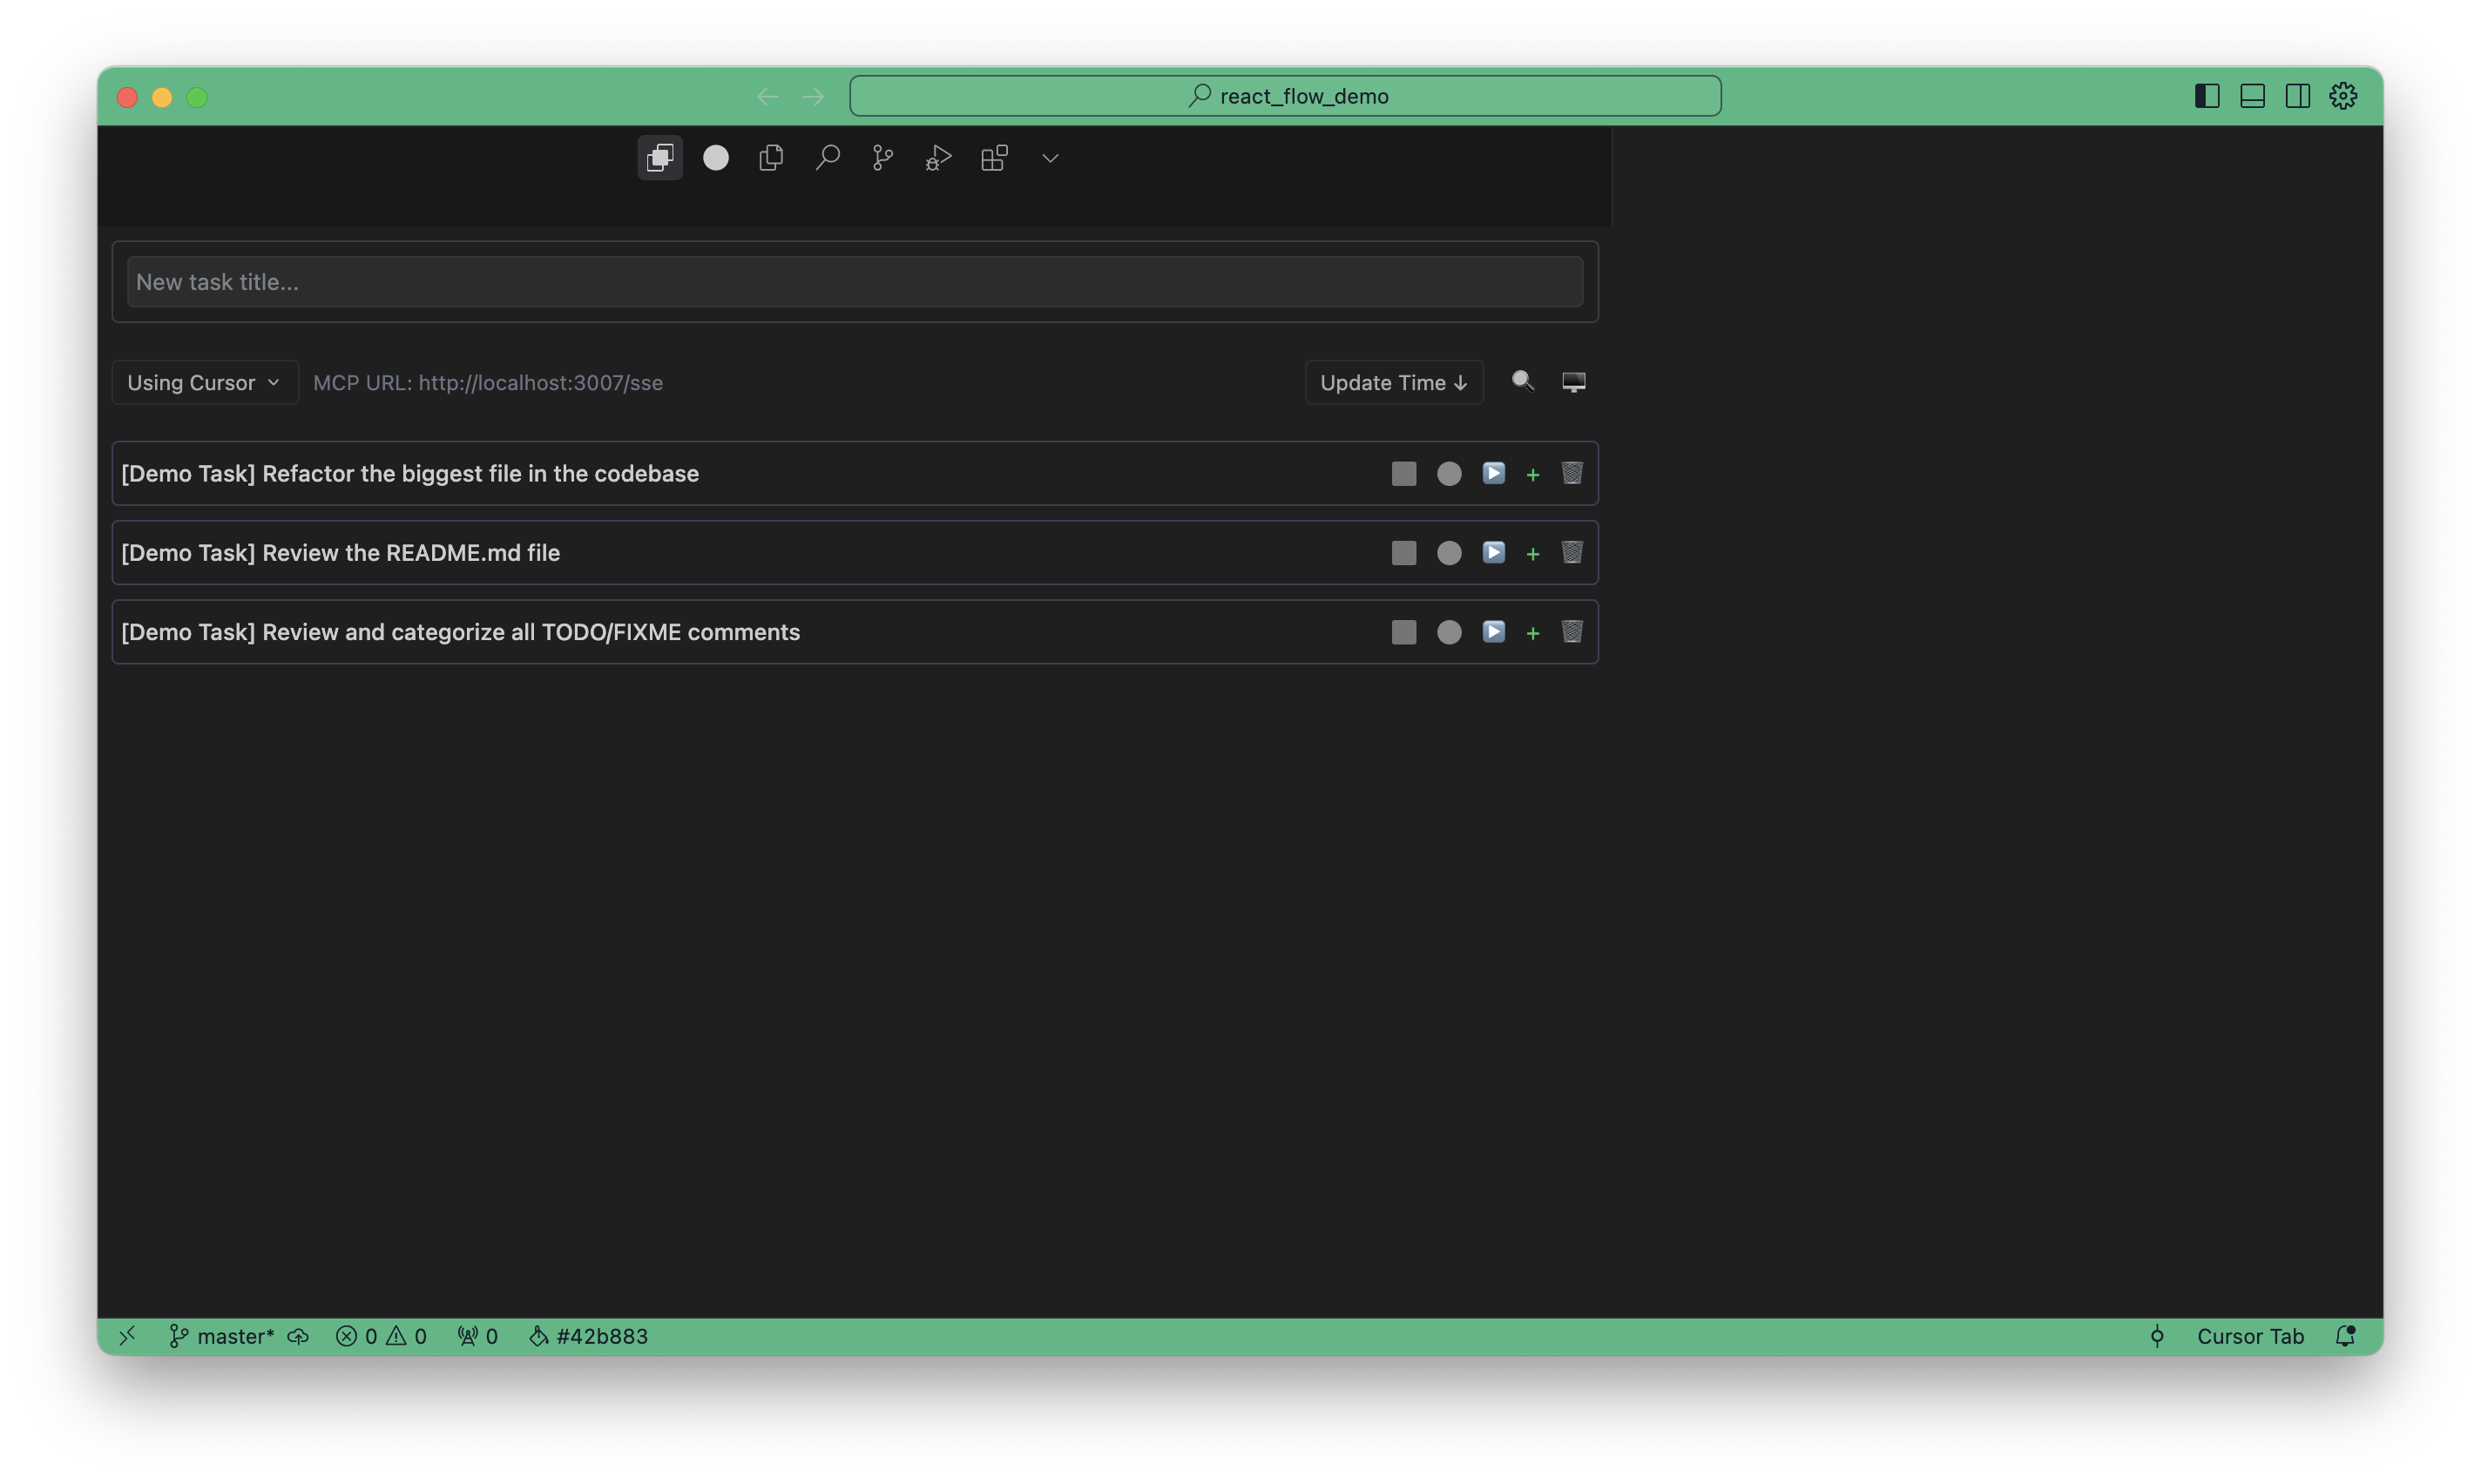 react_flow_demo
New task title...
Using Cursor MCP URL: http://localhost:3007/sse Update Time ↓
[Demo Task] Refactor the biggest file in the codebase
[Demo Task] Review the README.md file
[Demo Task] Review and categorize all TODO/FIXME comments
master* 0 0 0 #42b883 Cursor Tab